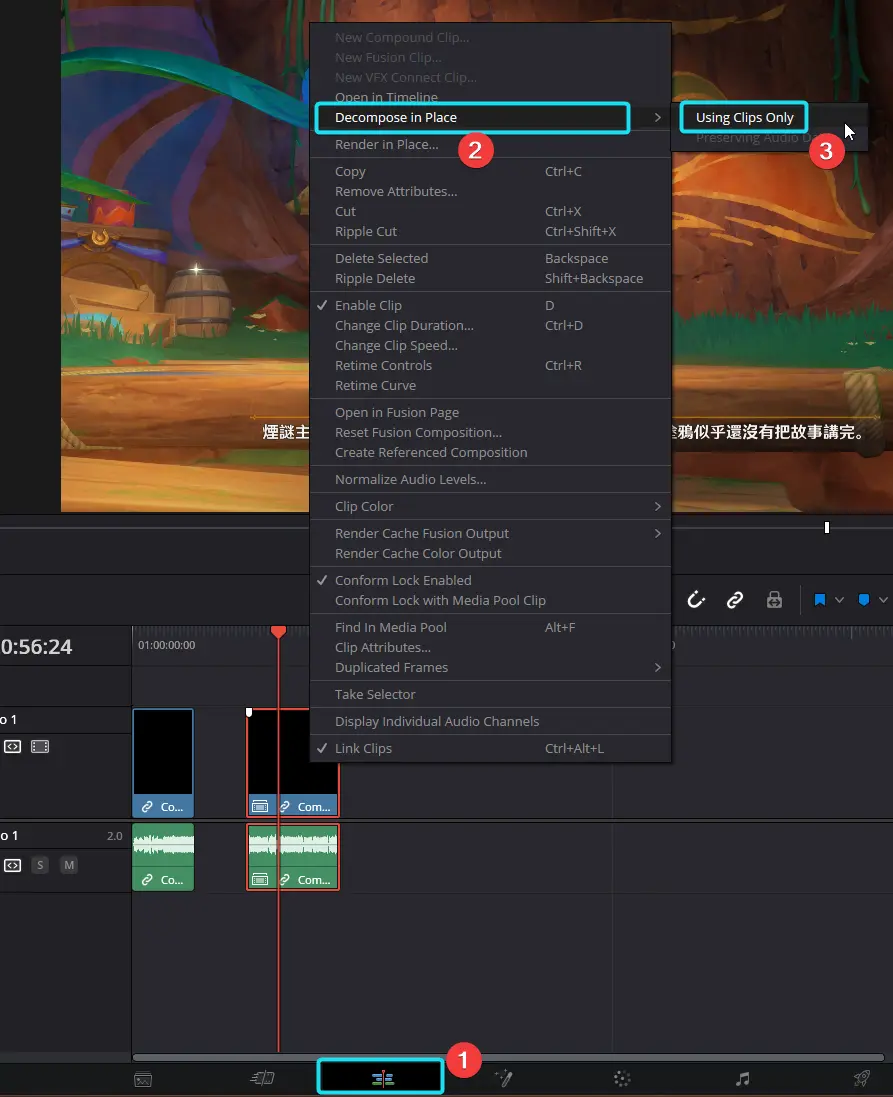 New Compound Clip...
New Fusion Clip...
New VFX Connect Clip...
Open in Timeline
Decompose in Place
Using Clips Only
Preserving Audio Da
3
Render in Place...
2
Copy Ctrl+C
Remove Attributes...
Cut Ctrl+X
Ripple Cut Ctrl+Shift+X
Delete Selected Backspace
Ripple Delete Shift+Backspace
Enable Clip D
Change Clip Duration... Ctrl+D
Change Clip Speed...
Retime Controls Ctrl+R
Retime Curve
Open in Fusion Page
Reset Fusion Composition...
Create Referenced Composition
煙謎主
塗鴉似乎還沒有把故事講完。
Normalize Audio Levels...
Clip Color
Render Cache Fusion Output
Render Cache Color Output
Conform Lock Enabled
Conform Lock with Media Pool Clip
Find In Media Pool Alt+F
Clip Attributes...
Duplicated Frames
Take Selector
Display Individual Audio Channels
Link Clips Ctrl+Alt+L
0:56:24
01:00:00:00
o 1
Co...
Com...
o 1 2.0
S M
Co...
Com...
1